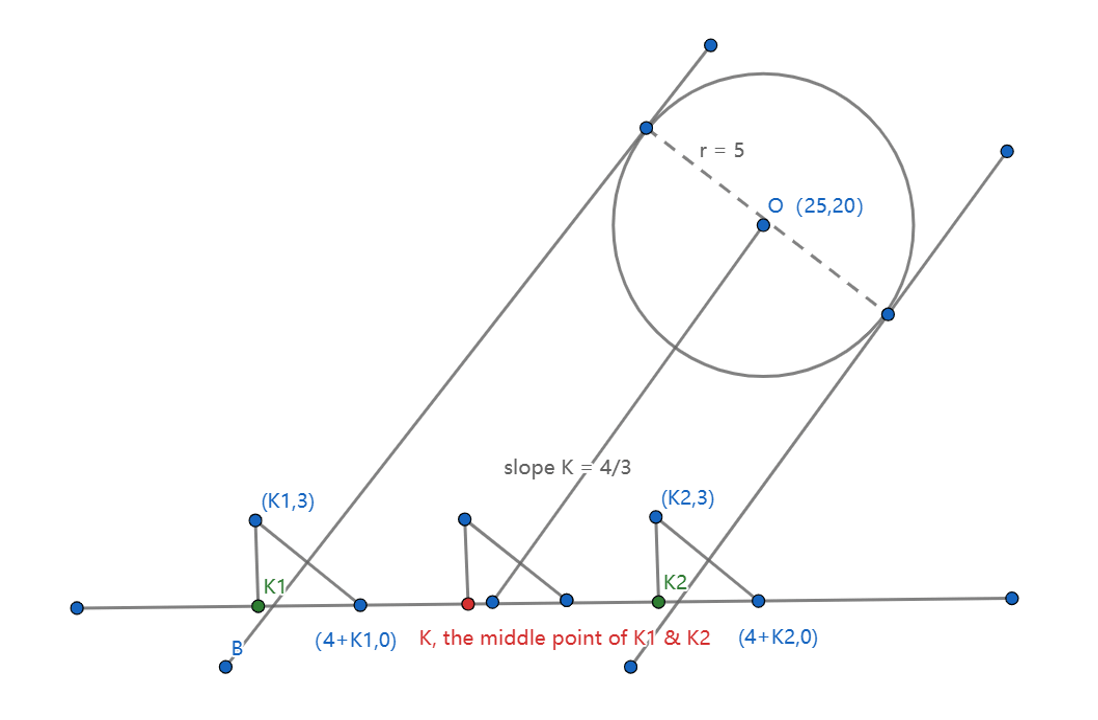 r = 5
O (25,20)
slope K = 4/3
(K1,3)
(K2,3)
K1
K2
B
(4+K1,0)
K, the middle point of K1 & K2
(4+K2,0)